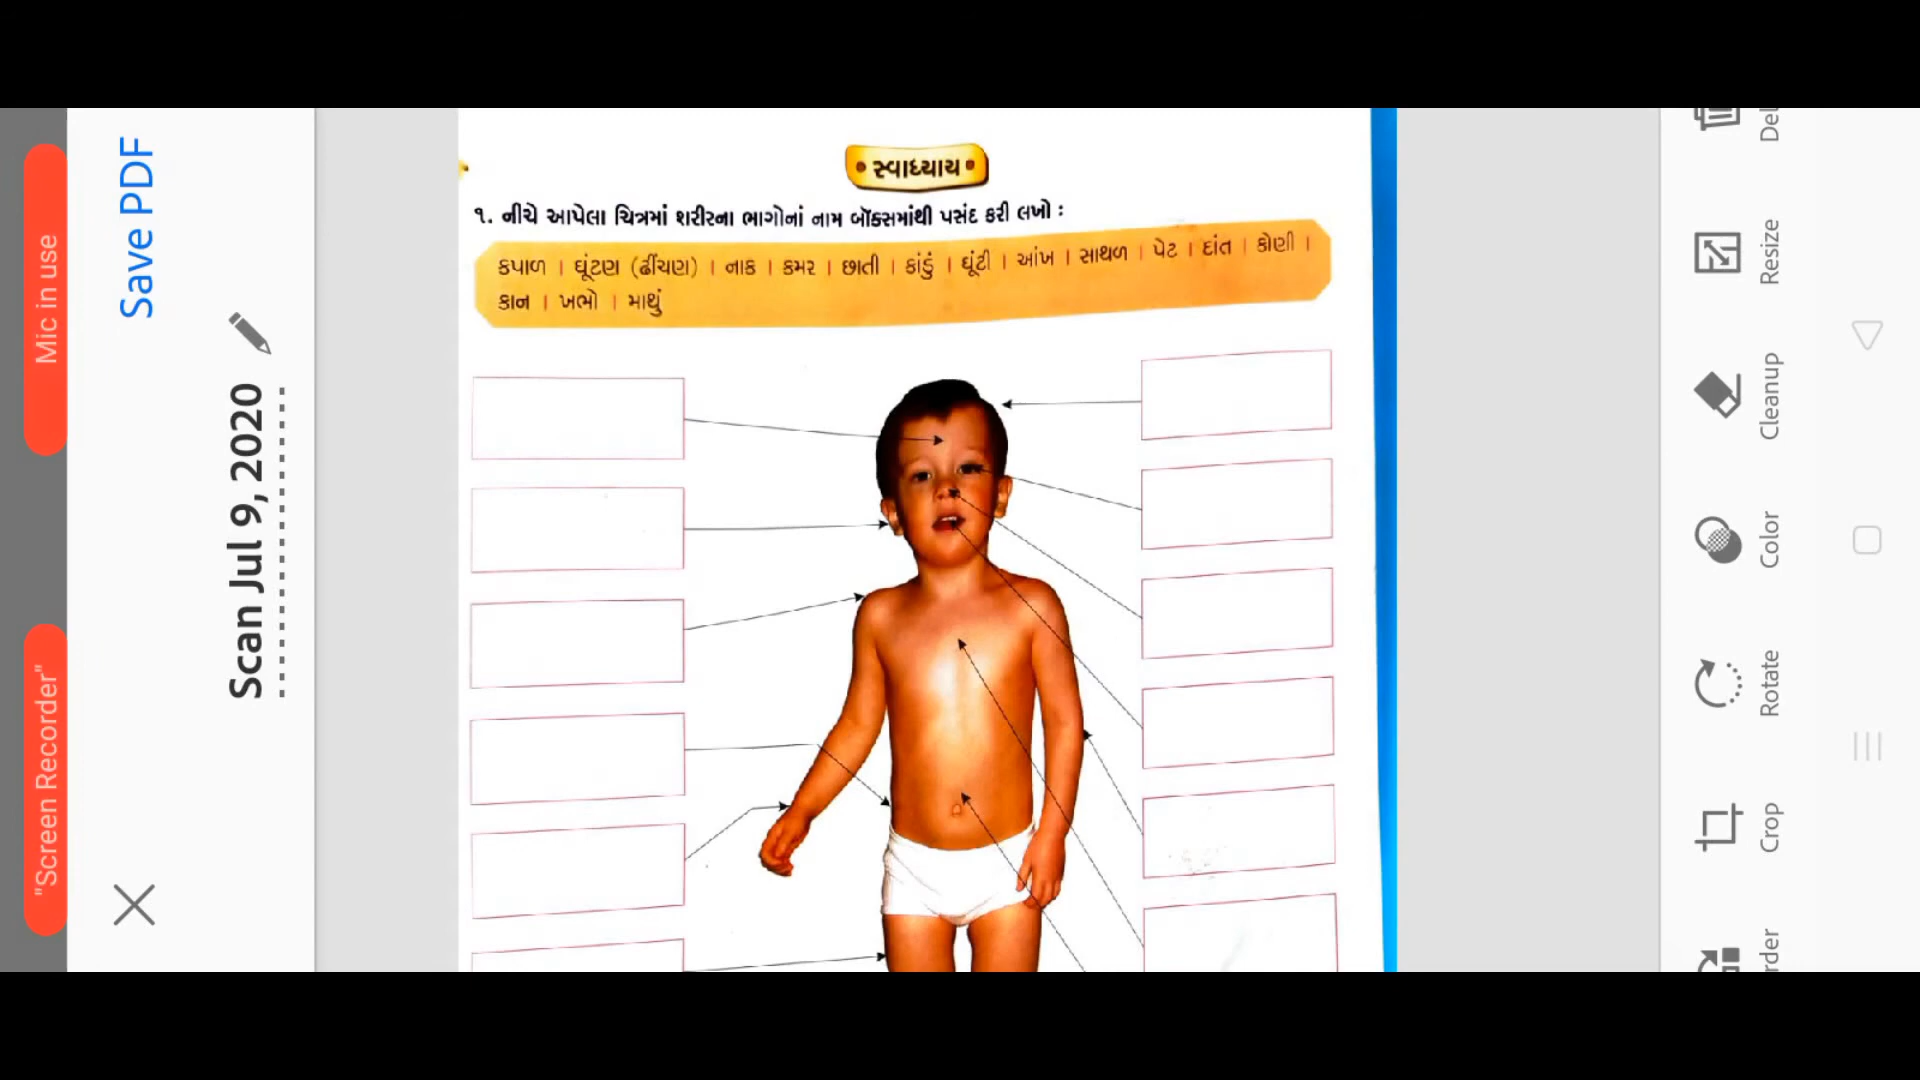 Mic in use
"Screen Recorder"
Save PDF
Scan Jul 9, 2020
સ્વાધ્યાય
૧. નીચે આપેલા ચિત્રમાં શરીરના ભાગોનાં નામ બૉક્સમાંથી પસંદ કરી લખો :
કપાળ । ઘૂંટણ (ઢીંચણ) । નાક । કમર । છાતી । કાંડું । ઘૂંટી । આંખ । સાથળ । પેટ । દાંત । કોણી ।
કાન । ખભો । માથું
Resize
Cleanup
Color
Rotate
Crop